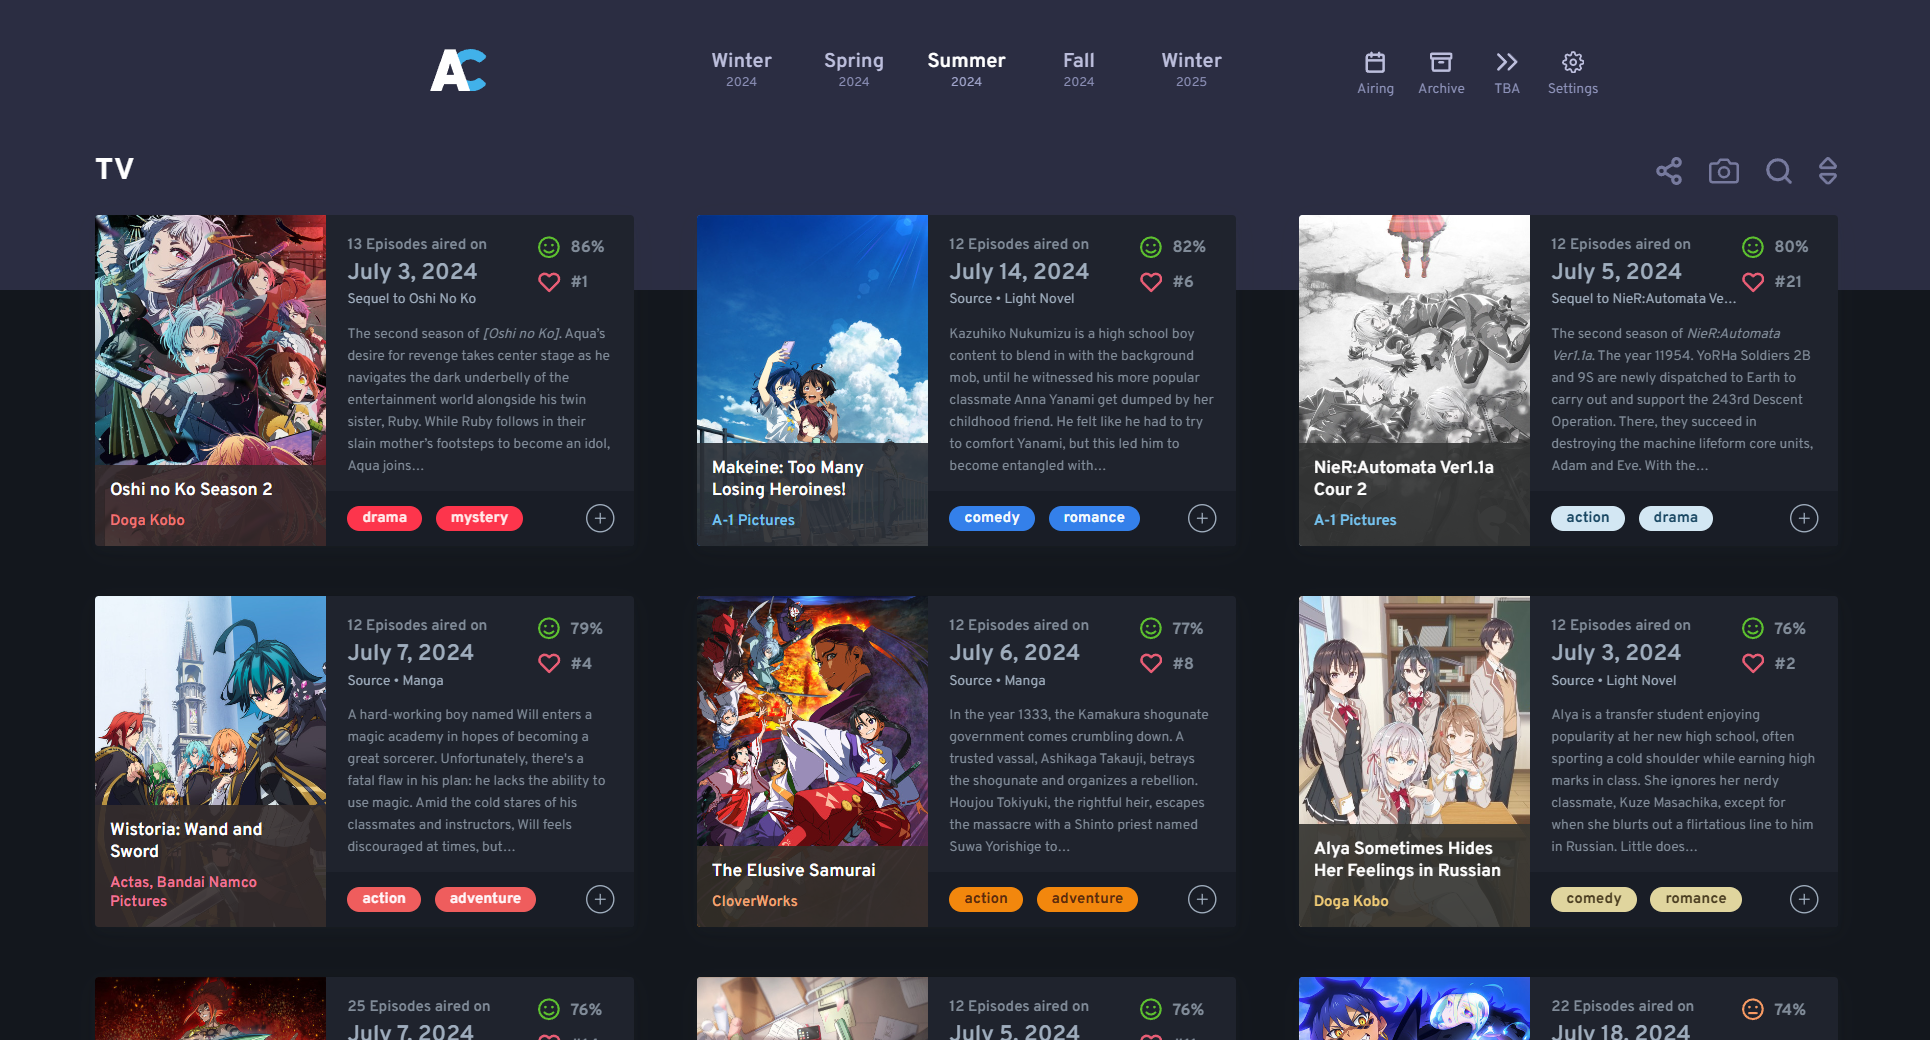 AC
Winter
2024
Spring
2024
Summer
2024
Fall
2024
Winter
2025
Airing
Archive
TBA
Settings
TV
13 Episodes aired on
July 3, 2024
Sequel to Oshi No Ko
86%
#1
The second season of [Oshi no Ko]. Aqua's
desire for revenge takes center stage as he
navigates the dark underbelly of the
entertainment world alongside his twin
sister, Ruby. While Ruby follows in their
slain mother's footsteps to become an idol,
Aqua joins...
Oshi no Ko Season 2
Doga Kobo
drama
mystery
12 Episodes aired on
July 14, 2024
Source • Light Novel
82%
#6
Kazuhiko Nukumizu is a high school boy
content to blend in with the background
mob, until he witnessed his more popular
classmate Anna Yanami get dumped by her
childhood friend. He felt like he had to try
to comfort Yanami, but this led him to
become entangled with...
Makeine: Too Many
Losing Heroines!
A-1 Pictures
comedy
romance
12 Episodes aired on
July 5, 2024
Sequel to NieR:Automata Ve...
80%
#21
The second season of NieR:Automata
Ver1.1a. The year 11954. YoRHa Soldiers 2B
and 9S are newly dispatched to Earth to
carry out and support the 243rd Descent
Operation. There, they succeed in
destroying the machine lifeform core units,
Adam and Eve. With the...
NieR:Automata Ver1.1a
Cour 2
A-1 Pictures
action
drama
12 Episodes aired on
July 7, 2024
Source • Manga
79%
#4
A hard-working boy named Will enters a
magic academy in hopes of becoming a
great sorcerer. Unfortunately, there's a
fatal flaw in his plan: he lacks the ability to
use magic. Amid the cold stares of his
classmates and instructors, Will feels
discouraged at times, but...
Wistoria: Wand and
Sword
Actas, Bandai Namco
Pictures
action
adventure
12 Episodes aired on
July 6, 2024
Source • Manga
77%
#8
In the year 1333, the Kamakura shogunate
government comes crumbling down. A
trusted vassal, Ashikaga Takauji, betrays
the shogunate and organizes a rebellion.
Houjou Tokiyuki, the rightful heir, escapes
the massacre with a Shinto priest named
Suwa Yorishige to...
The Elusive Samurai
CloverWorks
action
adventure
12 Episodes aired on
July 3, 2024
Source • Light Novel
76%
#2
Alya is a transfer student enjoying
popularity at her new high school, often
sporting a cold shoulder while earning high
marks in class. She ignores her nerdy
classmate, Kuze Masachika, except for
when she blurts out a flirtatious line to him
in Russian. Little does...
Alya Sometimes Hides
Her Feelings in Russian
Doga Kobo
comedy
romance
25 Episodes aired on
July 7, 2024
76%
12 Episodes aired on
July 5, 2024
76%
22 Episodes aired on
July 18, 2024
74%